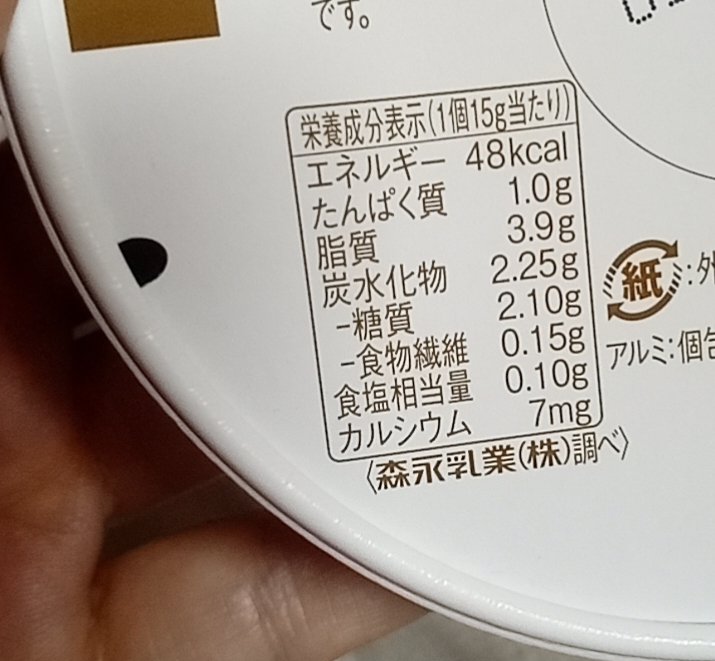 です。
栄養成分表示(1個15g当たり)
エネルギー 48kcal
たんぱく質 1.0g
脂質 3.9g
炭水化物 2.25g
-糖質 2.10g
-食物繊維 0.15g
食塩相当量 0.10g
カルシウム 7mg
〈森永乳業(株)調べ〉
紙:外
アルミ:個包